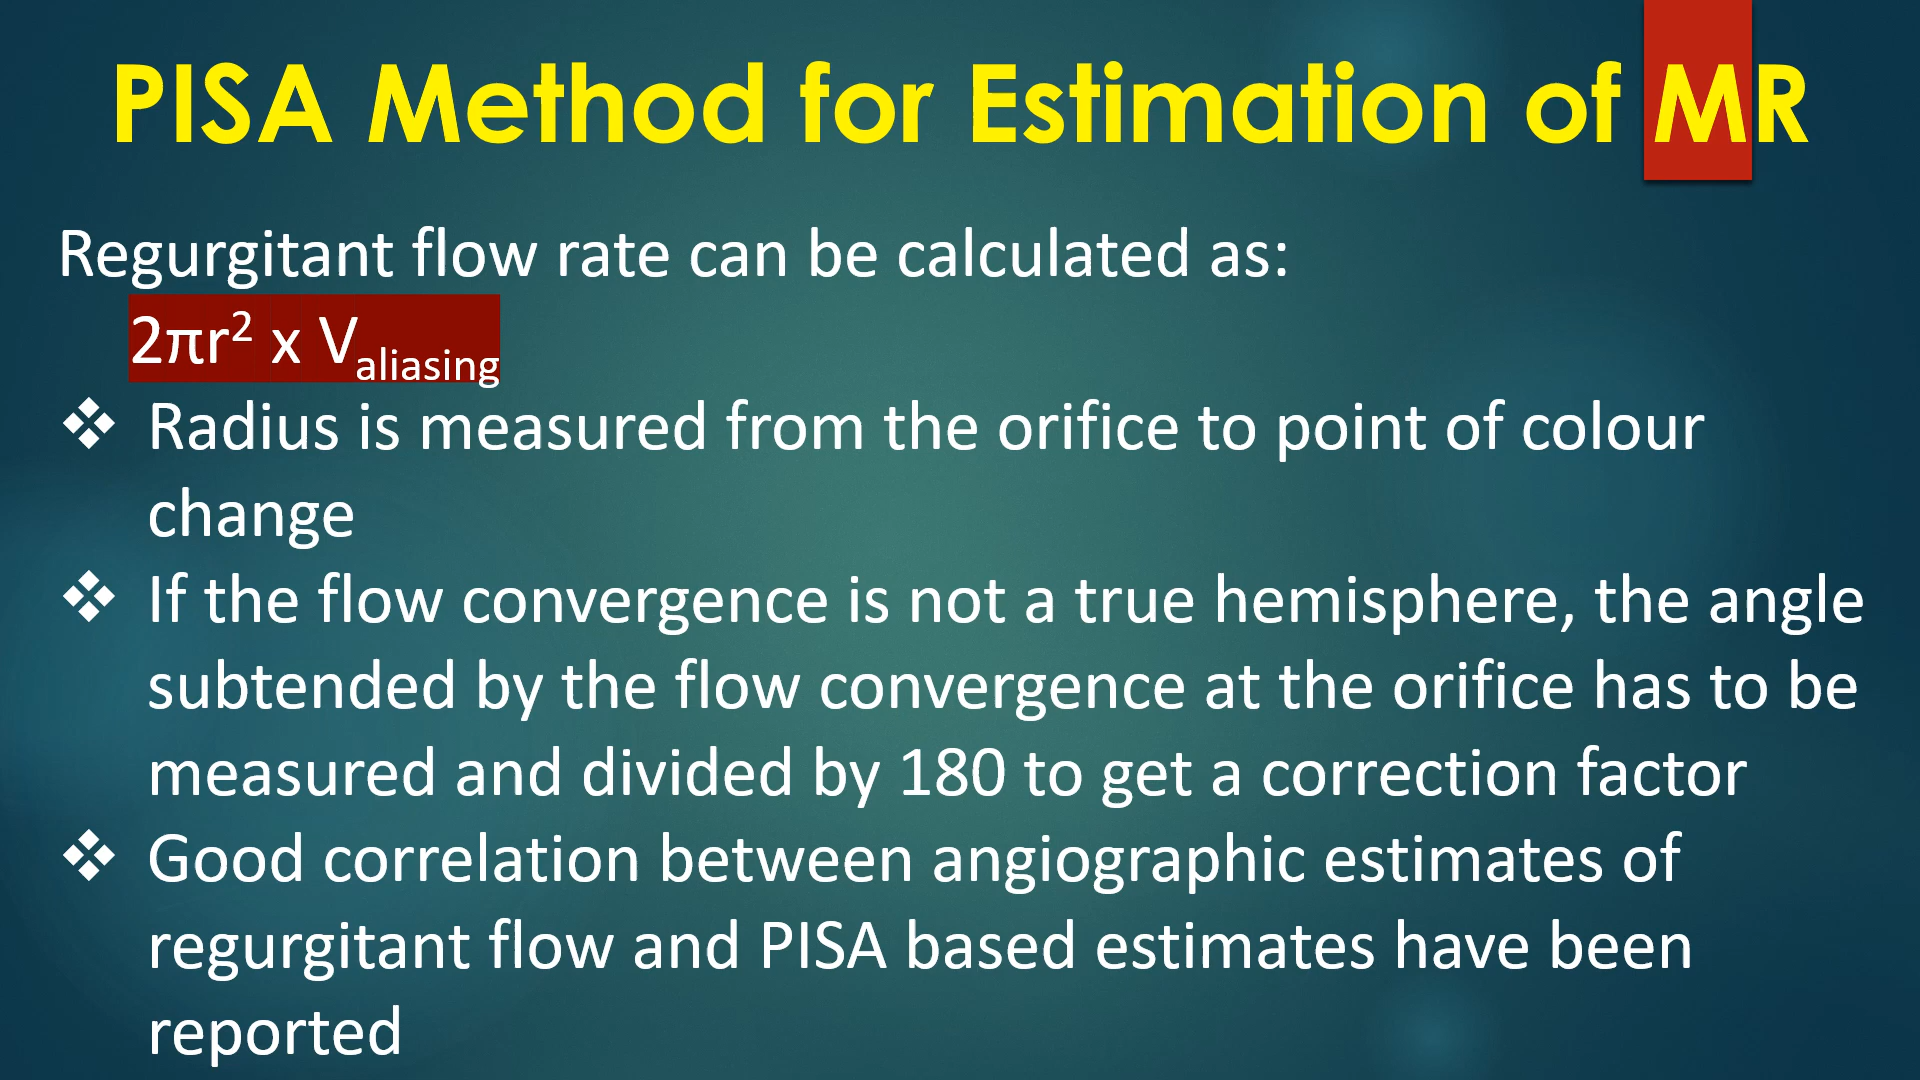 PISA Method for Estimation of MR
Regurgitant flow rate can be calculated as:
2πr² x Valiasing
❖ Radius is measured from the orifice to point of colour
change
❖ If the flow convergence is not a true hemisphere, the angle
subtended by the flow convergence at the orifice has to be
measured and divided by 180 to get a correction factor
❖ Good correlation between angiographic estimates of
regurgitant flow and PISA based estimates have been
reported